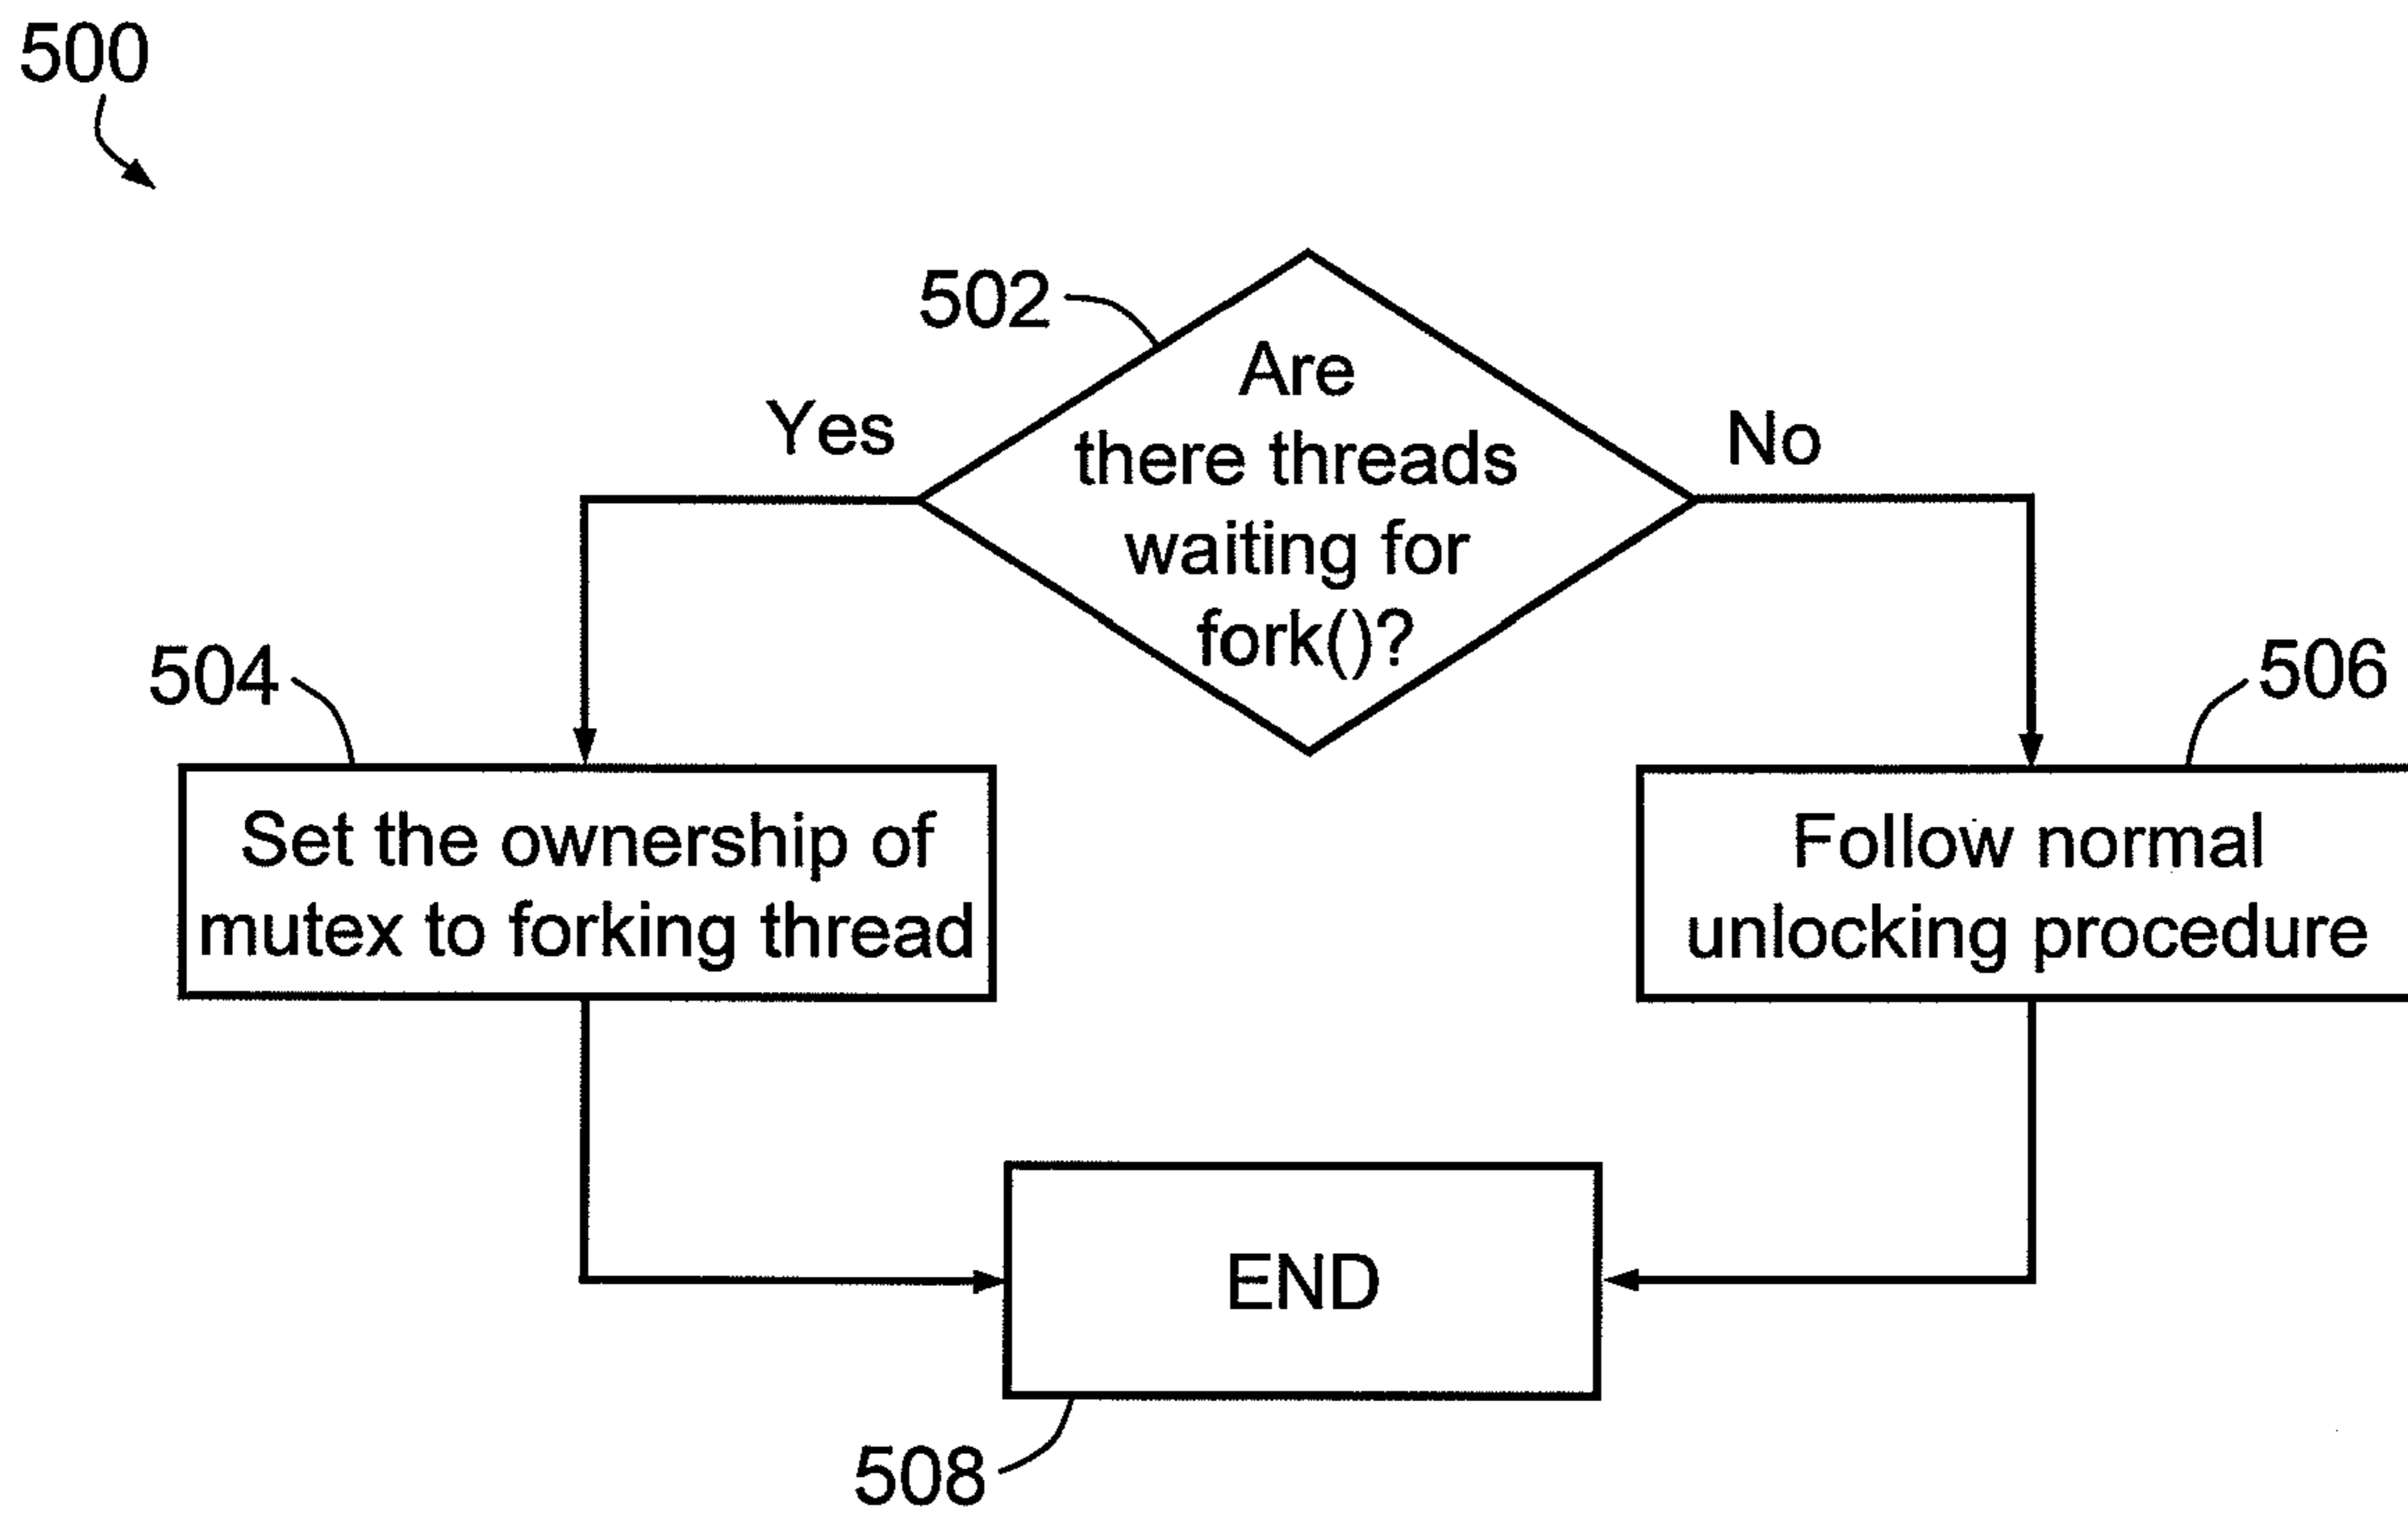 500
502
Are
there threads
waiting for
fork()?
Yes
No
504
Set the ownership of
mutex to forking thread
506
Follow normal
unlocking procedure
END
508